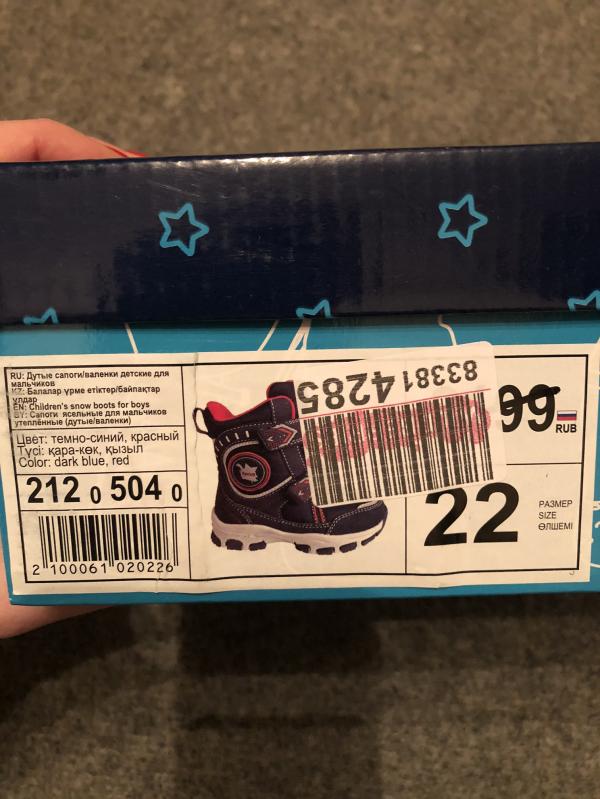 RU: Дутые сапоги/валенки детские для
мальчиков
KZ: Балалар үрме етіктер/байпақтар
ұлдар
EN: Children's snow boots for boys
BY: Сапоги ясельные для мальчиков
утеплённые (дутые/валенки)
Цвет: темно-синий, красный
Түсі: қара-көк, қызыл
Color: dark blue, red
212 0 504 0
2 100061 020226
833814285
99
RUB
22
РАЗМЕР
SIZE
ӨЛШЕМІ